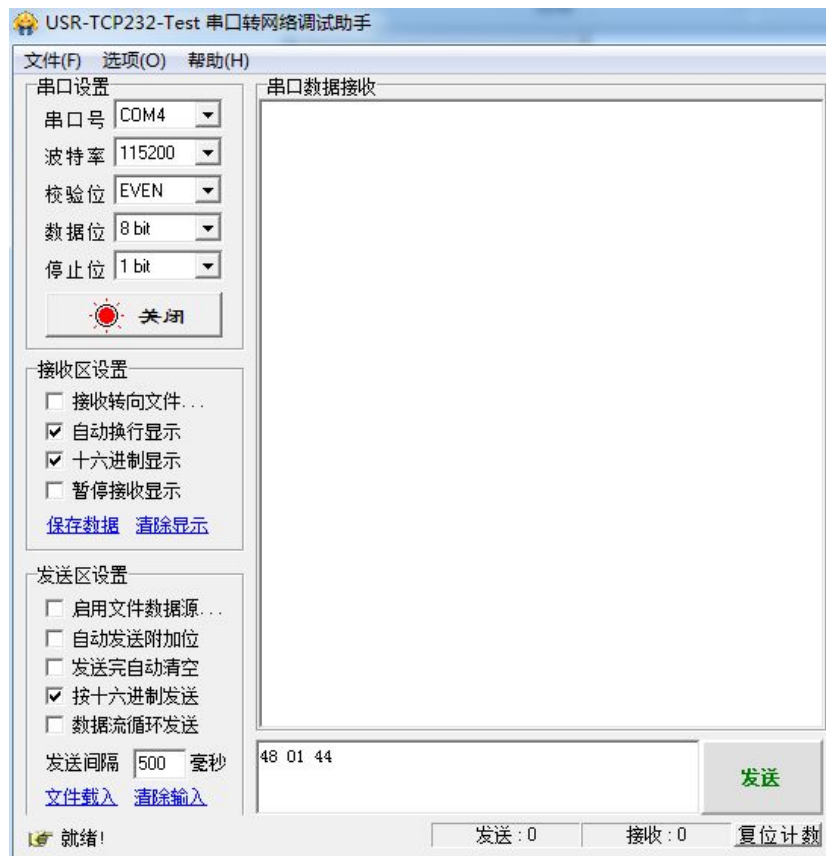 USR-TCP232-Test 串口转网络调试助手
文件(F) 选项(O) 帮助(H)
串口设置
串口号 COM4
波特率 115200
校验位 EVEN
数据位 8 bit
停止位 1 bit
关闭
接收区设置
接收转向文件...
自动换行显示
十六进制显示
暂停接收显示
保存数据 清除显示
发送区设置
启用文件数据源...
自动发送附加位
发送完自动清空
按十六进制发送
数据流循环发送
发送间隔 500 毫秒
文件载入 清除输入
串口数据接收
48 01 44
发送
就绪!
发送:0
接收:0
复位计数